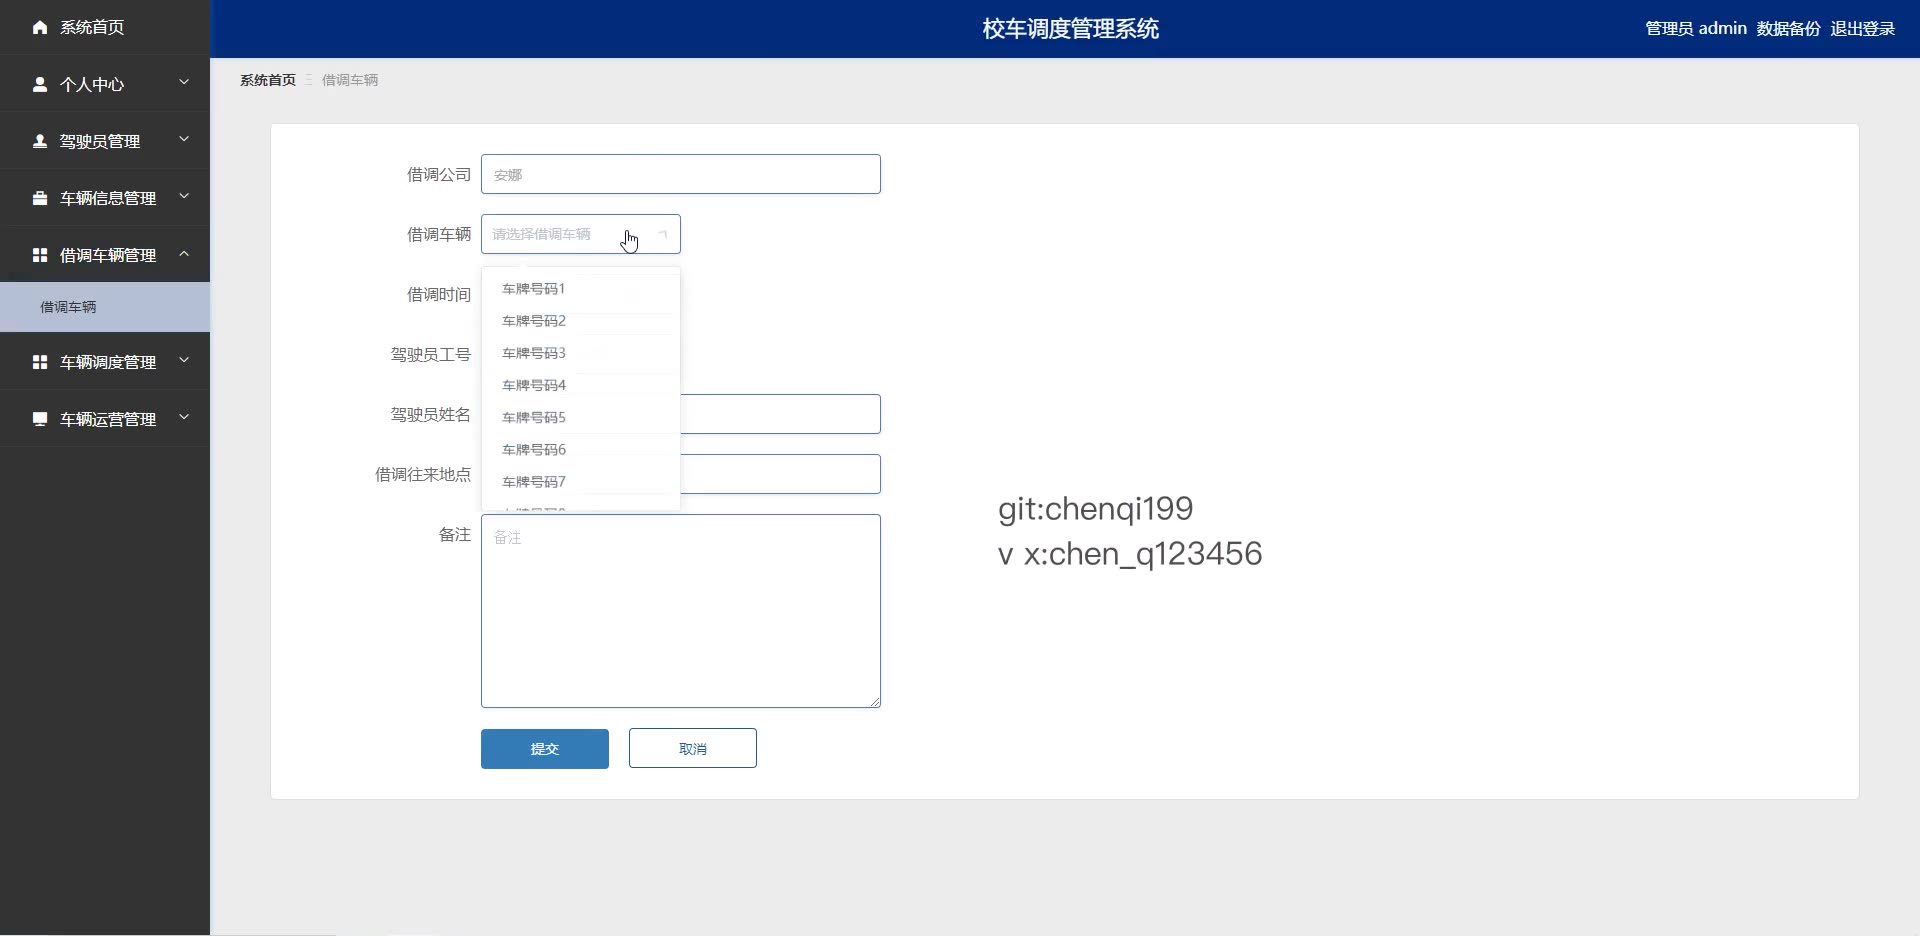 系统首页
个人中心
驾驶员管理
车辆信息管理
借调车辆管理
借调车辆
车辆调度管理
车辆运营管理
校车调度管理系统
管理员 admin 数据备份 退出登录
系统首页 借调车辆
借调公司 安娜
借调车辆 请选择借调车辆
借调时间
驾驶员工号
驾驶员姓名
借调往来地点
车牌号码1
车牌号码2
车牌号码3
车牌号码4
车牌号码5
车牌号码6
车牌号码7
备注 备注
提交 取消
git:chenqi199
v x:chen_q123456